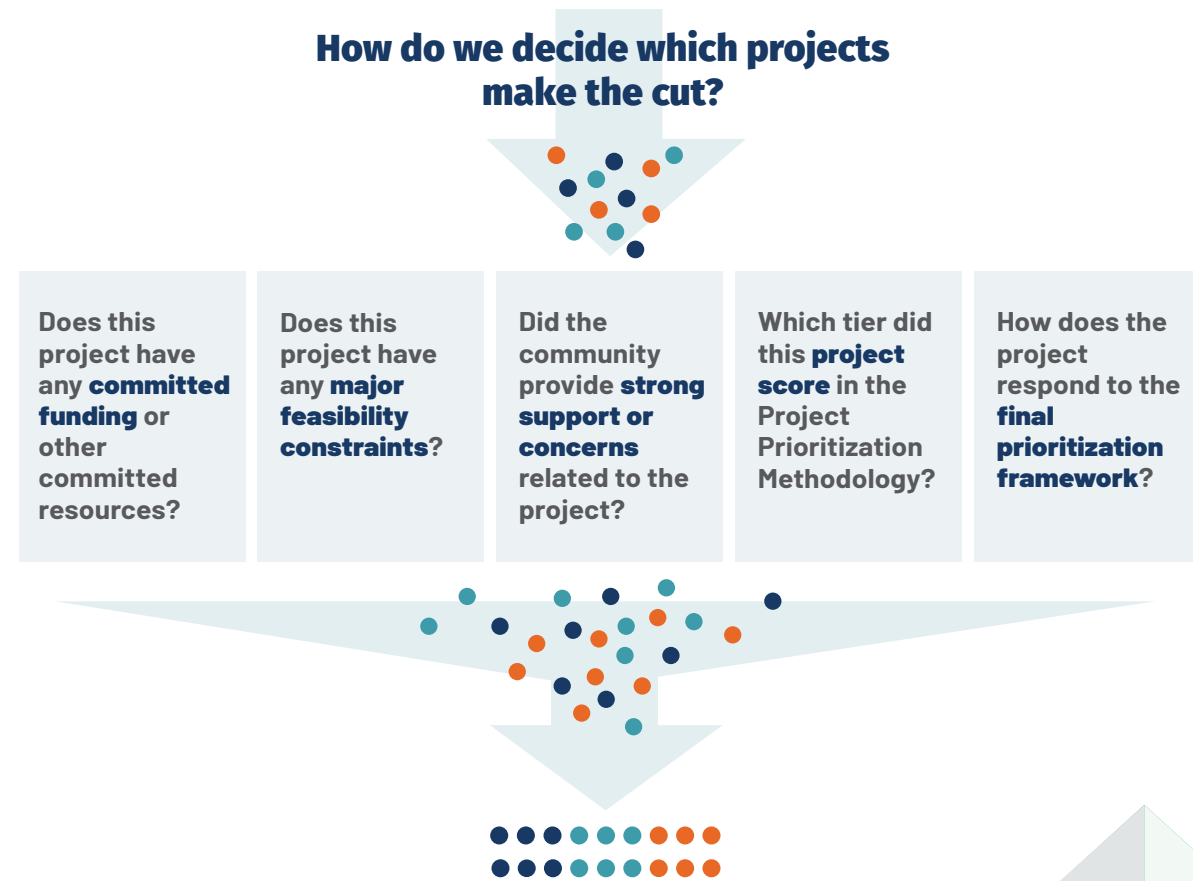 How do we decide which projects
make the cut?
Does this
project have
any committed
funding or
other
committed
resources?
Does this
project have
any major
feasibility
constraints?
Did the
community
provide strong
support or
concerns
related to the
project?
Which tier did
this project
score in the
Project
Prioritization
Methodology?
How does the
project
respond to the
final
prioritization
framework?